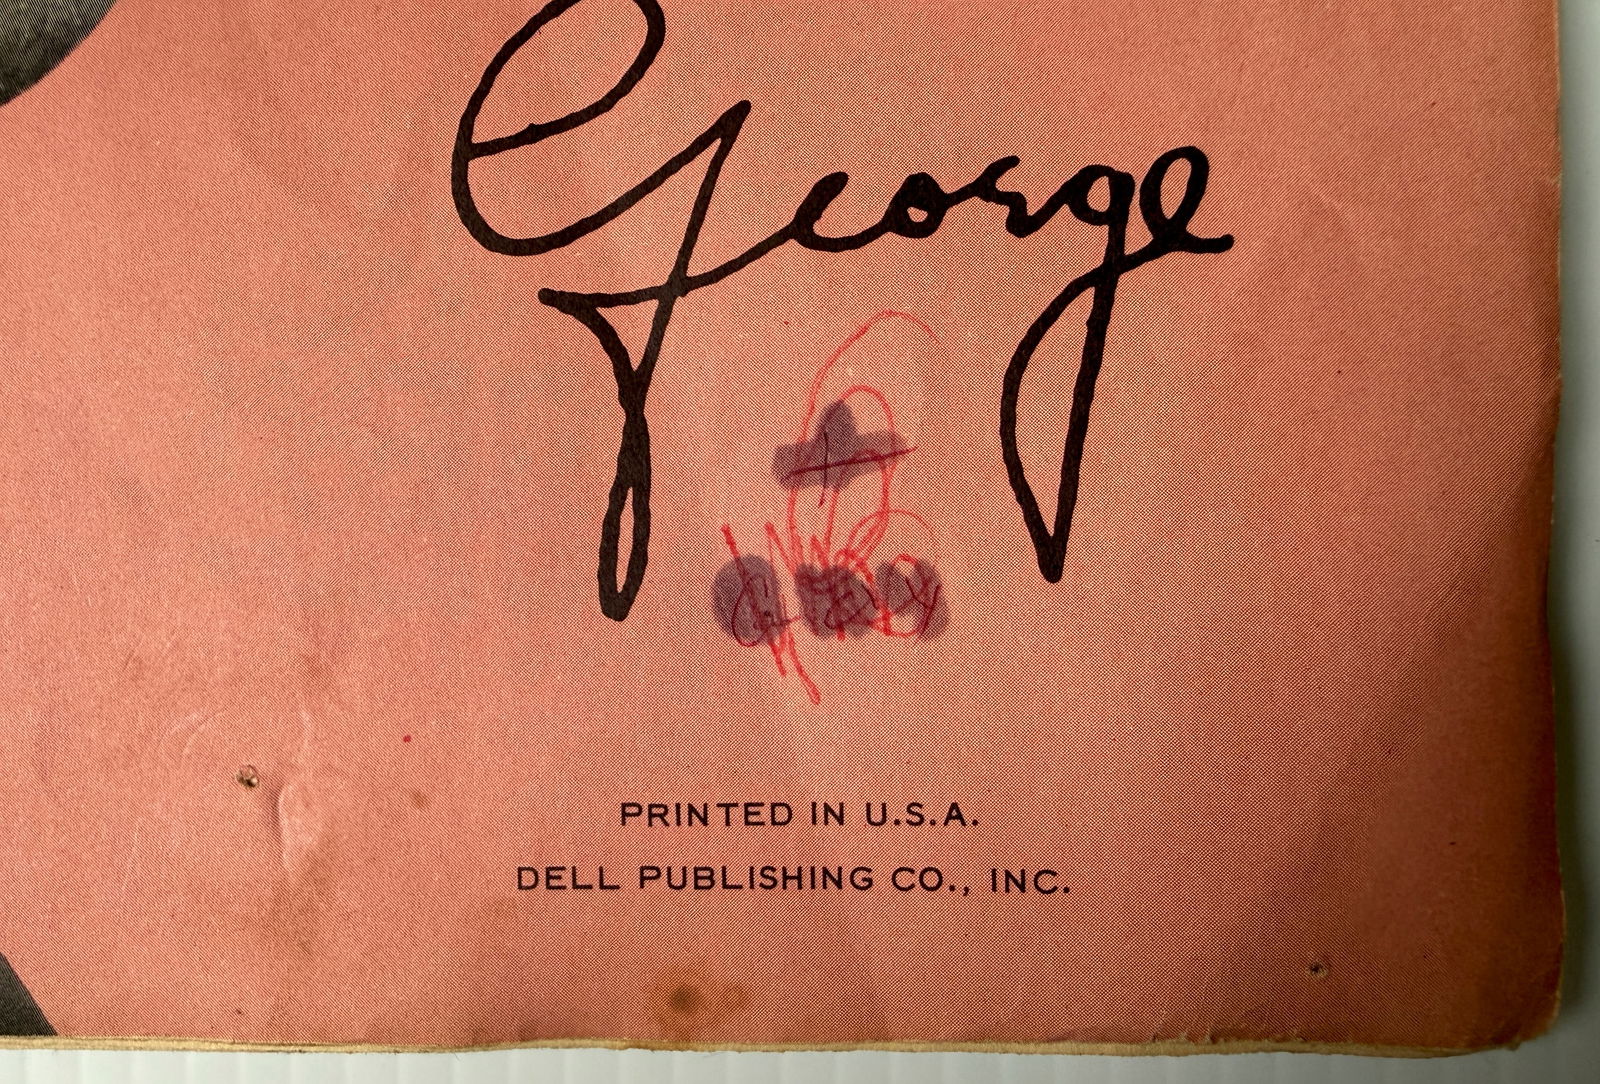 George
PRINTED IN U.S.A.
DELL PUBLISHING CO., INC.